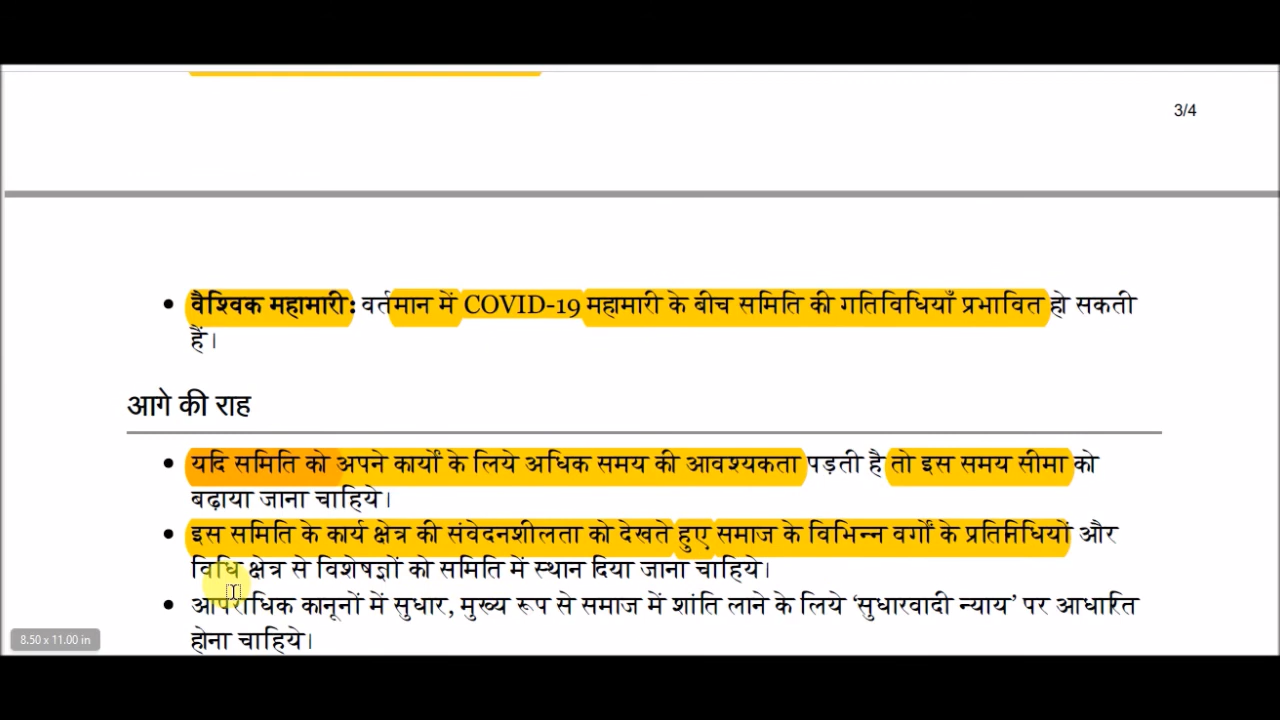 3/4
वैश्विक महामारी: वर्तमान में COVID-19 महामारी के बीच समिति की गतिविधियाँ प्रभावित हो सकती
हैं।
आगे की राह
यदि समिति को अपने कार्यों के लिये अधिक समय की आवश्यकता पड़ती है तो इस समय सीमा को
बढ़ाया जाना चाहिये।
इस समिति के कार्य क्षेत्र की संवेदनशीलता को देखते हुए समाज के विभिन्न वर्गों के प्रतिनिधियों और
विधि क्षेत्र से विशेषज्ञों को समिति में स्थान दिया जाना चाहिये।
आपराधिक कानूनों में सुधार, मुख्य रूप से समाज में शांति लाने के लिये ‘सुधारवादी न्याय’ पर आधारित
होना चाहिये।
8.50 x 11.00 in